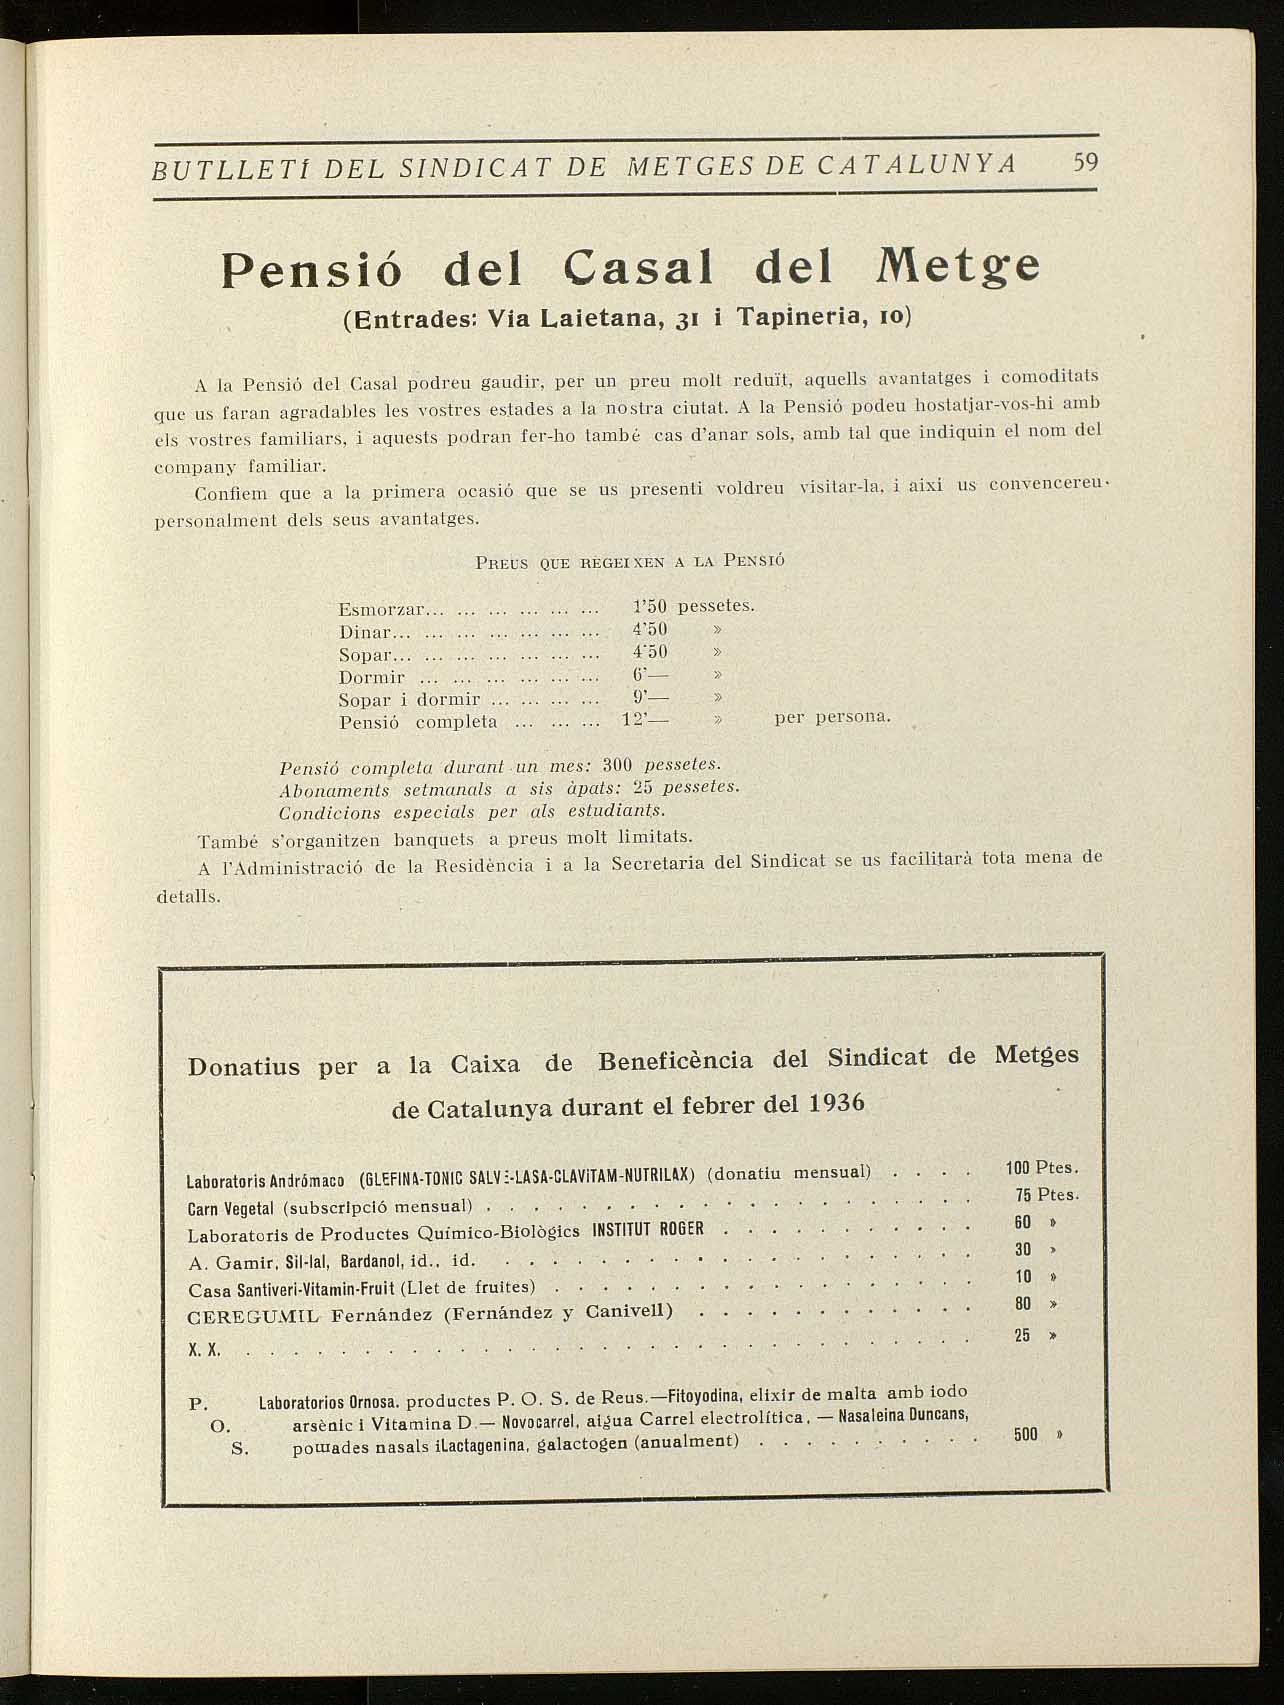 BUTLLETÍ DEL SINDICAT DE METGES DE CATALUNYA 59
Pensió del Casal del Metge
(Entrades: Via Laietana, 31 i Tapineria, 10)
A la Pensió del Casal podreu gaudir, per un preu molt reduït, aquells avantatges i comoditats
que us faran agradables les vostres estades a la nostra ciutat. A la Pensió podeu hostatjar-vos-hi amb
els vostres familiars, i aquests podran fer-ho també cas d'anar sols, amb tal que indiquin el nom del
company familiar.
Confiem que a la primera ocasió que se us presenti voldreu visitar-la, i així us convencereu
personalment dels seus avantatges.
PREUS QUE REGEIXEN A LA PENSIÓ
Esmorzar... ... ... ... ... ... 1'50 pessetes.
Dinar... ... ... ... ... ... ... 4'50 »
Sopar... ... ... ... ... ... ... 4'50 »
Dormir ... ... ... ... ... ... 6'— »
Sopar i dormir ... ... ... ... 9'— »
Pensió completa ... ... ... 12'— » per persona.
Pensió completa durant un mes: 300 pessetes.
Abonaments setmanals a sis àpats: 25 pessetes.
Condicions especials per als estudiants.
També s'organitzen banquets a preus molt limitats.
A l'Administració de la Residència i a la Secretaria del Sindicat se us facilitarà tota mena de
detalls.
Donatius per a la Caixa de Beneficència del Sindicat de Metges
de Catalunya durant el febrer del 1936
Laboratoris Andrómaco (GLEFINA-TONIC SALVE-LASA-CLAVITAM-NUTRILAX) (donatiu mensual) . . . . 100 Ptes.
Carn Vegetal (subscripció mensual) . . . . . . . . . . . . . . . . . . . . . 75 Ptes.
Laboratoris de Productes Químico-Biològics INSTITUT ROGER . . . . . . . . . . . 60 »
A. Gamir, Sil-lal, Bardanol, id., id. . . . . . . . . . . . . . . . . . . . . 30 »
Casa Santiveri-Vitamin-Fruit (Llet de fruites) . . . . . . . . . . . . . . . . . . 10 »
CEREGUMIL Fernández (Fernández y Canivell) . . . . . . . . . . . . 80 »
X. X. . . . . . . . . . . . . . . . . . . . . . . . . . . . . . . . 25 »
P. Laboratorios Ornosa. productes P. O. S. de Reus.—Fitoyodina, elixir de malta amb iodo
O. arsènic i Vitamina D.— Novocarrel, aigua Carrel electrolítica, — Nasaleina Duncans,
S. pomades nasals i Lactagenina, galactogen (anualment) . . . . . . . . . . 500 »